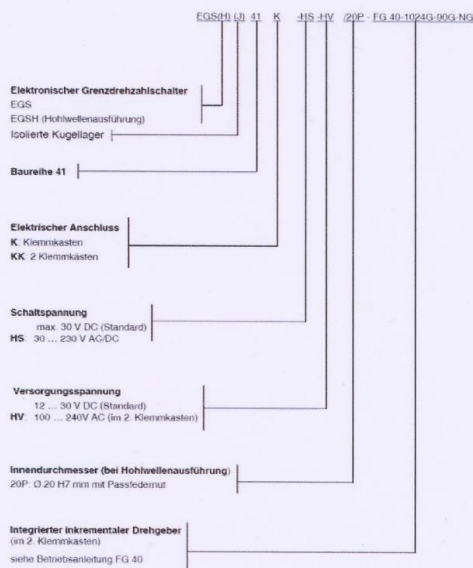 EGS(H) (J) 41 K -HS -HV /20P - FG 40-1024G-90G-NG
Elektronischer Grenzdrehzahlschalter
EGS
EGSH (Hohlwellenausführung)
Isolierte Kugellager
Baureihe 41
Elektrischer Anschluss
K: Klemmkasten
KK: 2 Klemmkästen
Schaltspannung
max. 30 V DC (Standard)
HS: 30 ... 230 V AC/DC
Versorgungsspannung
12 ... 30 V DC (Standard)
HV: 100 ... 240V AC (im 2. Klemmkasten)
Innendurchmesser (bei Hohlwellenausführung)
20P: Ø 20 H7 mm mit Passfedernut
Integrierter inkrementaler Drehgeber
(im 2. Klemmkasten)
siehe Betriebsanleitung FG 40